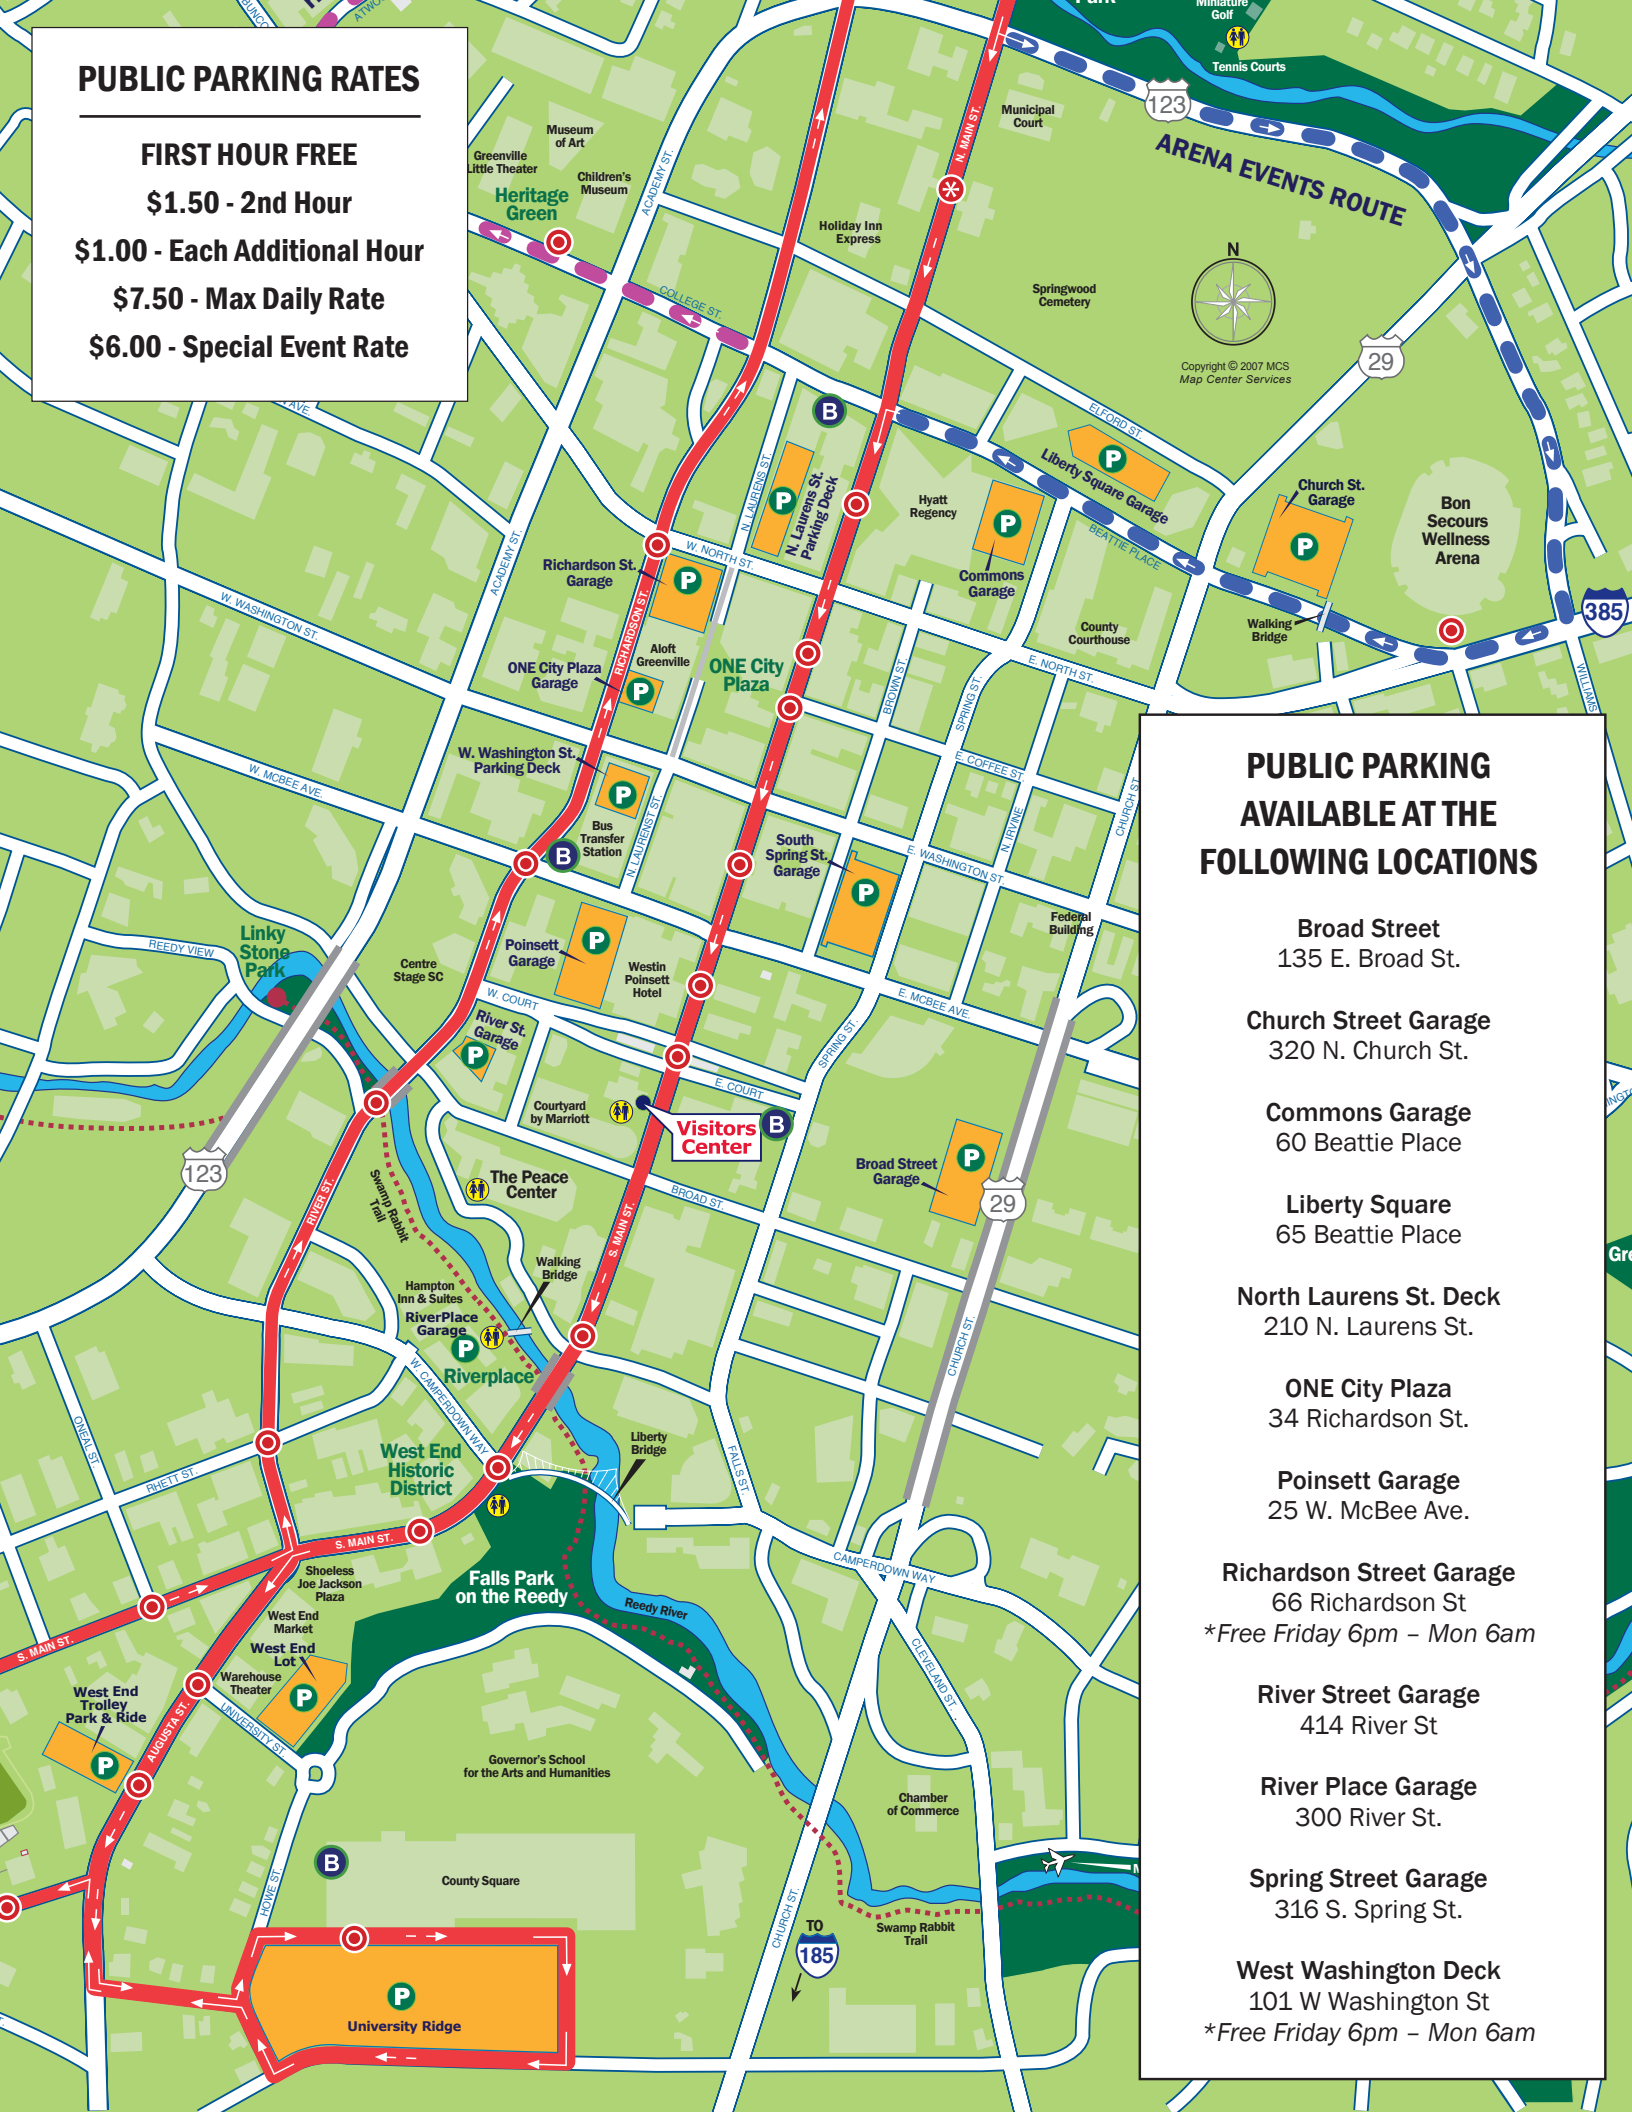 PUBLIC PARKING RATES
FIRST HOUR FREE
$1.50 - 2nd Hour
$1.00 - Each Additional Hour
$7.50 - Max Daily Rate
$6.00 - Special Event Rate
Miniature
Golf
Tennis Courts
123
ARENA EVENTS ROUTE
Municipal
Court
N. MAIN ST.
Museum
of Art
Greenville
Little Theater
Children's
Museum
Heritage
Green
ACADEMY ST.
Holiday Inn
Express
COLLEGE ST.
Springwood
Cemetery
N
Copyright © 2007 MCS
Map Center Services
29
B
ELFORD ST.
P
Liberty Square Garage
N. LAURENS ST.
P
N. Laurens St.
Parking Deck
Hyatt
Regency
P
Commons
Garage
BEATTIE PLACE
Church St.
Garage
P
Bon
Secours
Wellness
Arena
385
Walking
Bridge
WILLIAMS
ACADEMY ST.
W. NORTH ST.
Richardson St.
Garage
P
RICHARDSON ST.
W. WASHINGTON ST.
Aloft
Greenville
ONE City
Plaza
ONE City Plaza
Garage
P
County
Courthouse
E. NORTH ST.
BROWN ST.
SPRING ST.
W. Washington St.
Parking Deck
P
W. MCBEE AVE.
E. COFFEE ST.
N. IRVINE
CHURCH ST.
Bus
Transfer
Station
B
N. LAURENST ST.
South
Spring St.
Garage
P
E. WASHINGTON ST.
Federal
Building
Linky
Stone
Park
REEDY VIEW
Centre
Stage SC
Poinsett
Garage
P
Westin
Poinsett
Hotel
W. COURT
River St.
Garage
P
E. MCBEE AVE.
SPRING ST.
E. COURT
Courtyard
by Marriott
Visitors
Center
B
123
RIVER ST.
Swamp Rabbit
Trail
The Peace
Center
BROAD ST.
S. MAIN ST.
Broad Street
Garage
P
29
Walking
Bridge
Hampton
Inn & Suites
RiverPlace
Garage
P
Riverplace
W. CAMPERDOWN WAY
CHURCH ST.
ONEAL ST.
RHETT ST.
West End
Historic
District
Liberty
Bridge
FALLS ST.
S. MAIN ST.
CAMPERDOWN WAY
Shoeless
Joe Jackson
Plaza
Falls Park
on the Reedy
Reedy River
S. MAIN ST.
West End
Market
West End
Lot
P
Warehouse
Theater
CLEVELAND ST.
West End
Trolley
Park & Ride
P
AUGUSTA ST.
UNIVERSITY ST.
Governor's School
for the Arts and Humanities
Chamber
of Commerce
B
County Square
HOWE ST.
CHURCH ST.
TO
185
Swamp Rabbit
Trail
P
University Ridge
PUBLIC PARKING
AVAILABLE AT THE
FOLLOWING LOCATIONS
Broad Street
135 E. Broad St.
Church Street Garage
320 N. Church St.
Commons Garage
60 Beattie Place
Liberty Square
65 Beattie Place
North Laurens St. Deck
210 N. Laurens St.
ONE City Plaza
34 Richardson St.
Poinsett Garage
25 W. McBee Ave.
Richardson Street Garage
66 Richardson St
*Free Friday 6pm – Mon 6am
River Street Garage
414 River St
River Place Garage
300 River St.
Spring Street Garage
316 S. Spring St.
West Washington Deck
101 W Washington St
*Free Friday 6pm – Mon 6am